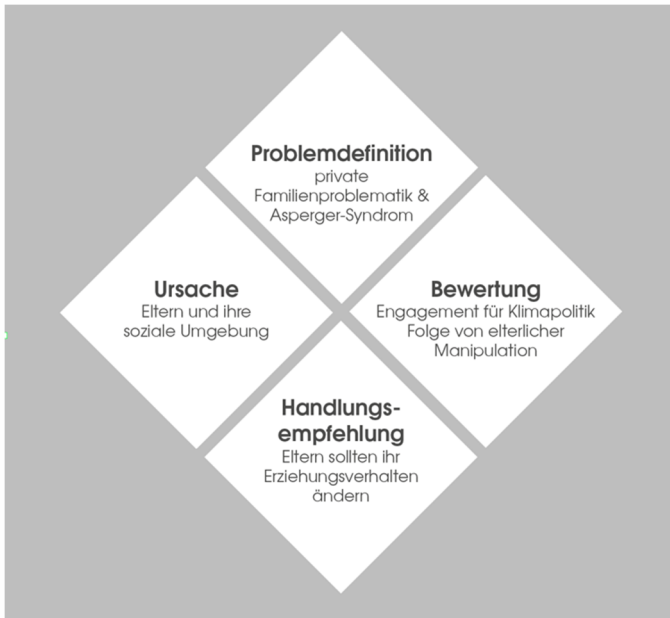 Problemdefinition
private
Familienproblematik &
Asperger-Syndrom
Ursache
Eltern und ihre
soziale Umgebung
Bewertung
Engagement für Klimapolitik
Folge von elterlicher
Manipulation
Handlungs-
empfehlung
Eltern sollten ihr
Erziehungsverhalten
ändern